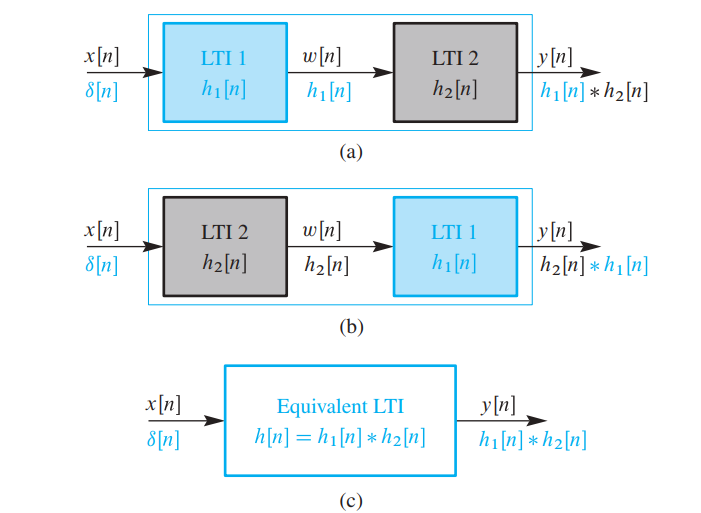 x[n] LTI 1 w[n] LTI 2 y[n]
δ[n] h₁[n] h₁[n] h₂[n] h₁[n] ∗ h₂[n]
(a)
x[n] LTI 2 w[n] LTI 1 y[n]
δ[n] h₂[n] h₂[n] h₁[n] h₂[n] ∗ h₁[n]
(b)
x[n] Equivalent LTI y[n]
δ[n] h[n] = h₁[n] ∗ h₂[n] h₁[n] ∗ h₂[n]
(c)